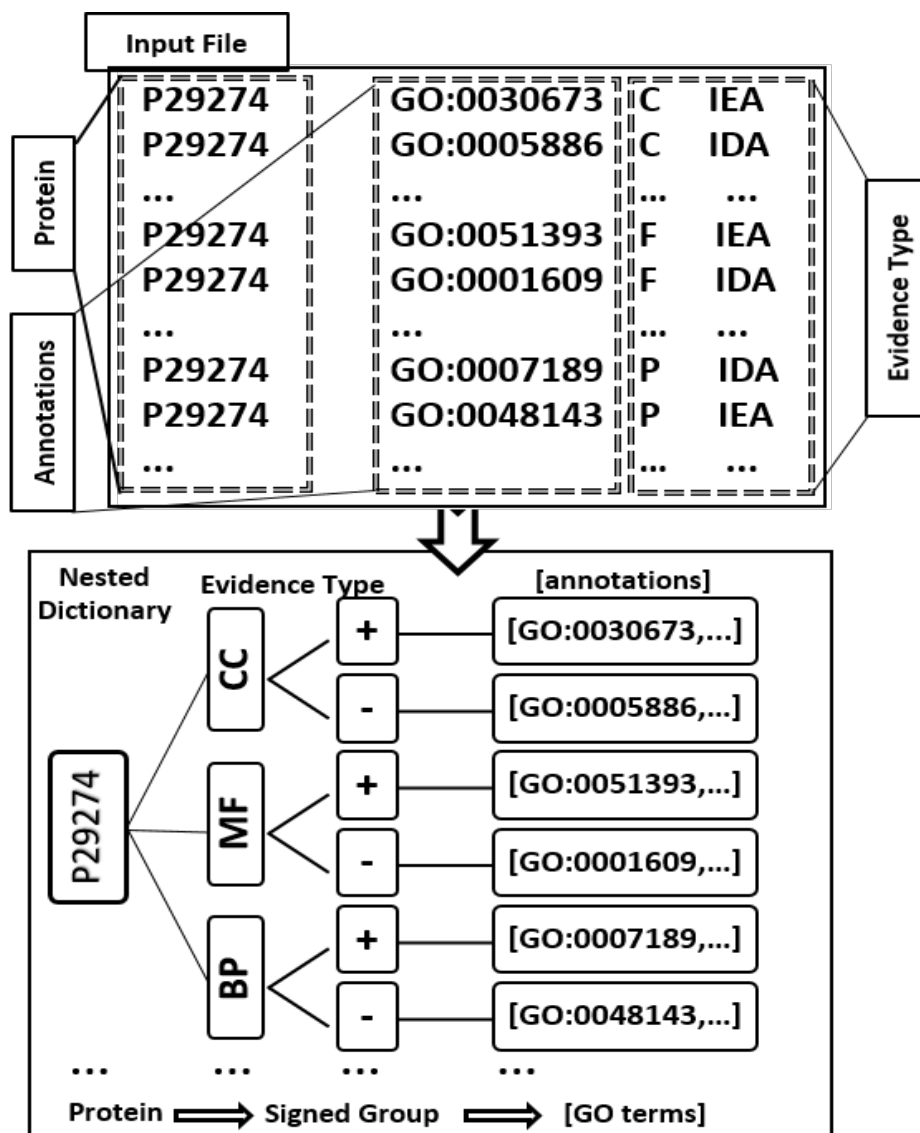 Input File
Protein
Annotations
Evidence Type
P29274 GO:0030673 C IEA
P29274 GO:0005886 C IDA
... ... ... ...
P29274 GO:0051393 F IEA
P29274 GO:0001609 F IDA
... ... ... ...
P29274 GO:0007189 P IDA
P29274 GO:0048143 P IEA
... ... ... ...
Nested
Dictionary
Evidence Type
[annotations]
P29274
CC
+ [GO:0030673,...]
- [GO:0005886,...]
MF
+ [GO:0051393,...]
- [GO:0001609,...]
BP
+ [GO:0007189,...]
- [GO:0048143,...]
... ... ... ...
Protein Signed Group [GO terms]